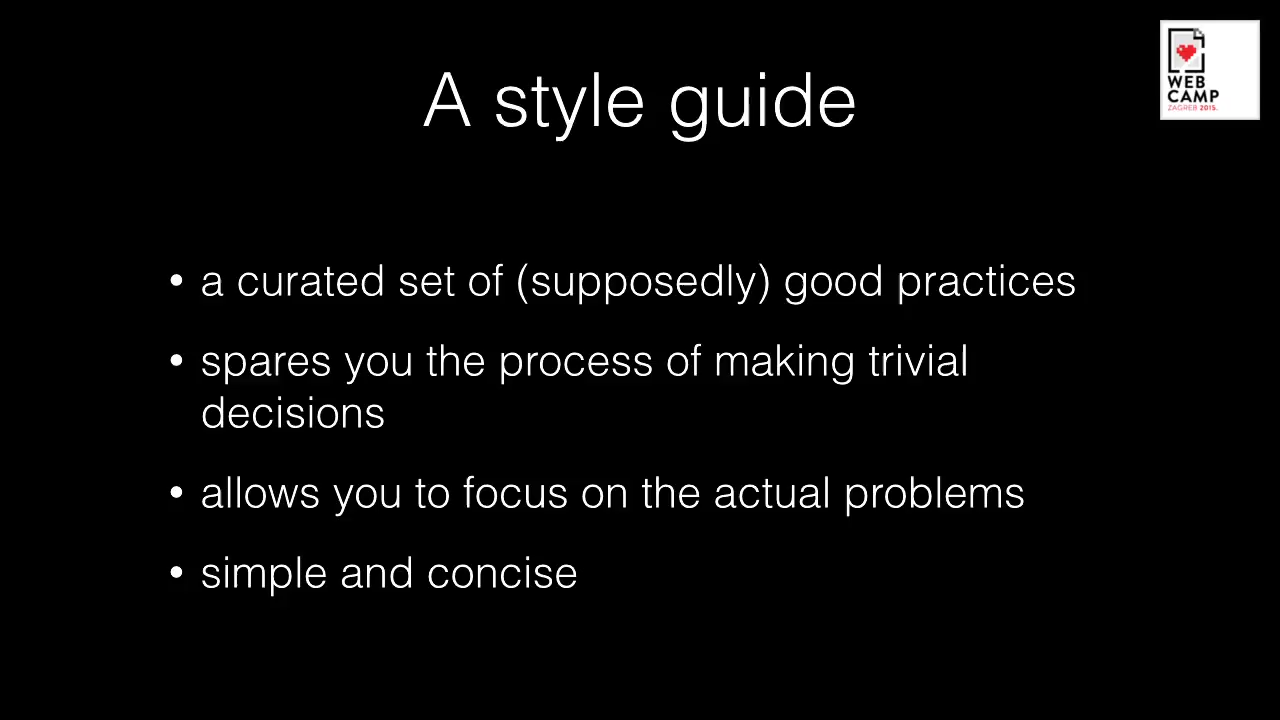 A style guide
WEB
CAMP
ZAGREB 2015.
• a curated set of (supposedly) good practices
• spares you the process of making trivial
decisions
• allows you to focus on the actual problems
• simple and concise